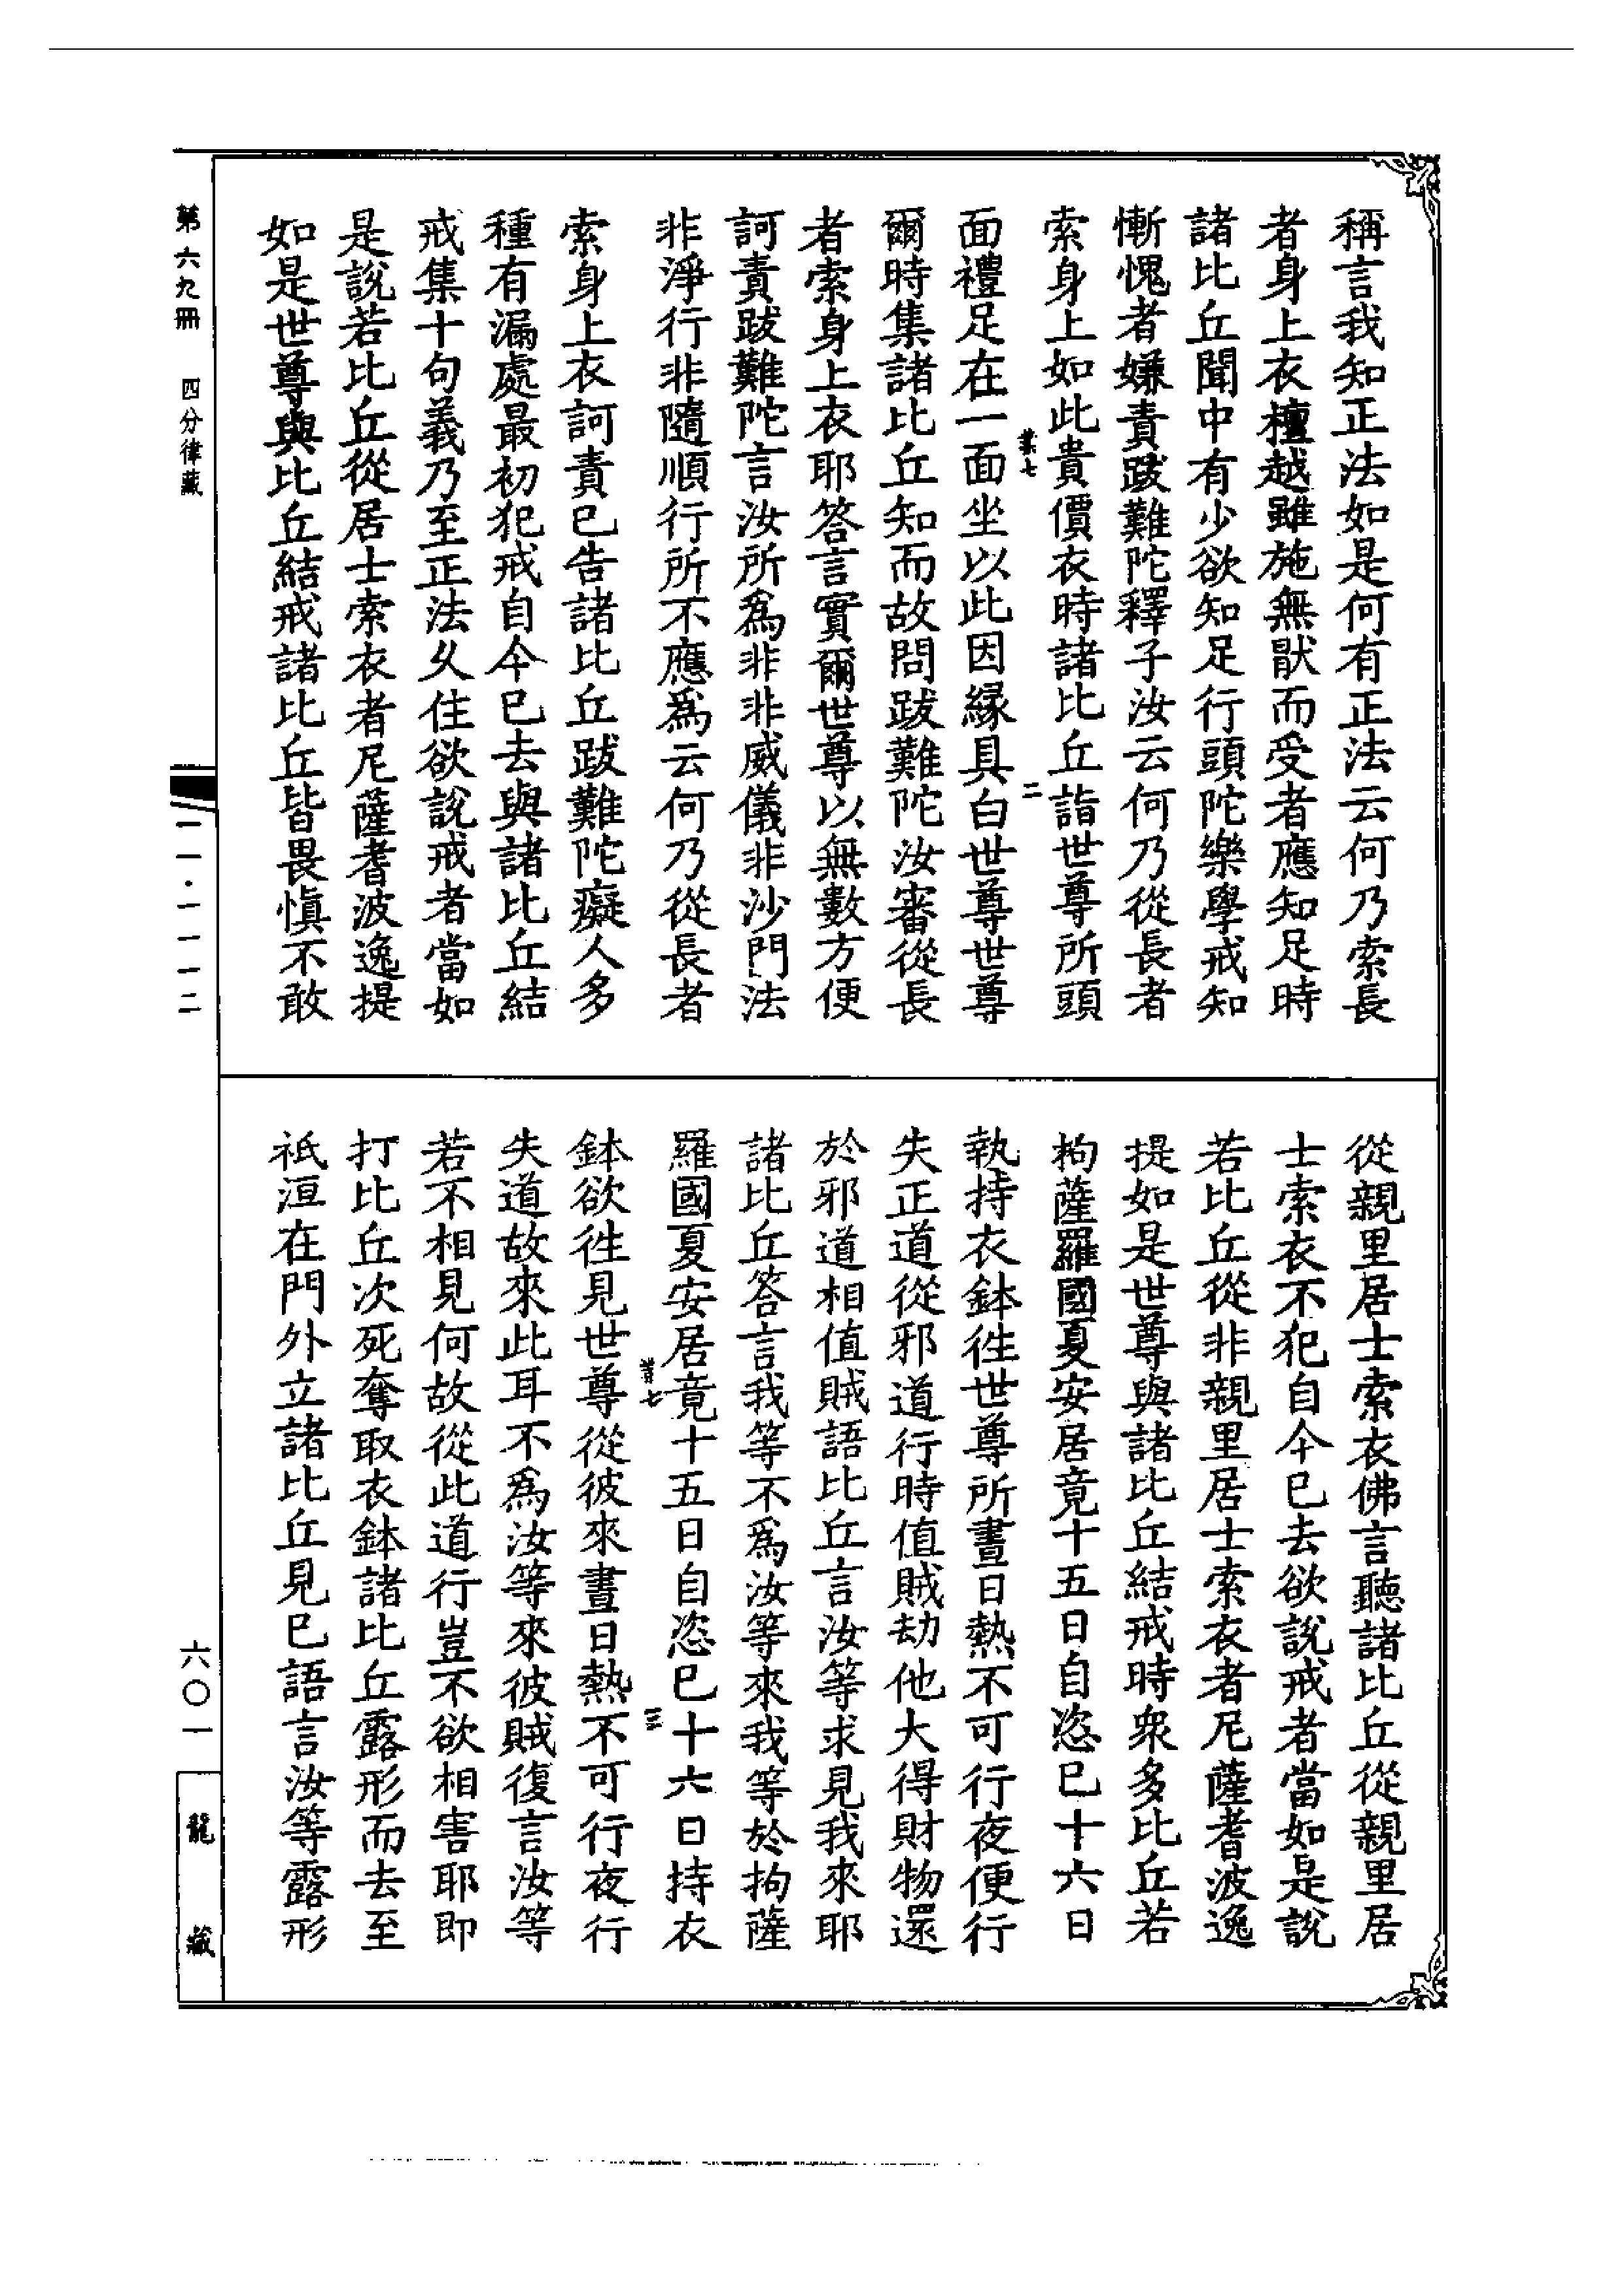 稱言我知正法如是何有正法云何乃索長
者身上衣檀越雖施無猒而受者應知足時
諸比丘聞中有少欲知足行頭陀樂學戒知
慚愧者嫌責跋難陀釋子汝云何乃從長者
索身上如此貴價衣時諸比丘詣世尊所頭
業七
二
面禮足在一面坐以此因緣具白世尊世尊
爾時集諸比丘知而故問跋難陀汝審從長
者索身上衣耶答言實爾世尊以無數方便
訶責跋難陀言汝所為非非威儀非沙門法
非淨行非隨順行所不應為云何乃從長者
索身上衣訶責已告諸比丘跋難陀癡人多
種有漏處最初犯戒自今已去與諸比丘結
戒集十句義乃至正法久住欲說戒者當如
是說若比丘從居士索衣者尼薩耆波逸提
如是世尊與比丘結戒諸比丘皆畏慎不敢
從親里居士索衣佛言聽諸比丘從親里居
士索衣不犯自今已去欲說戒者當如是說
若比丘從非親里居士索衣者尼薩耆波逸
提如是世尊與諸比丘結戒時眾多比丘若
拘薩羅國夏安居竟十五日自恣已十六日
執持衣鉢徃世尊所晝日熱不可行夜便行
失正道從邪道行時值賊劫他大得財物還
於邪道相值賊語比丘言汝等求見我來耶
諸比丘答言我等不為汝等來我等於拘薩
羅國夏安居竟十五日自恣已十六日持衣
業七
三
鉢欲徃見世尊從彼來晝日熱不可行夜行
失道故來此耳不為汝等來彼賊復言汝等
若不相見何故從此道行豈不欲相害耶即
打比丘次死奪取衣鉢諸比丘露形而去至
祇洹在門外立諸比丘見已語言汝等露形
第六九冊 四分律藏
一一·一一一二
六〇一
龍藏